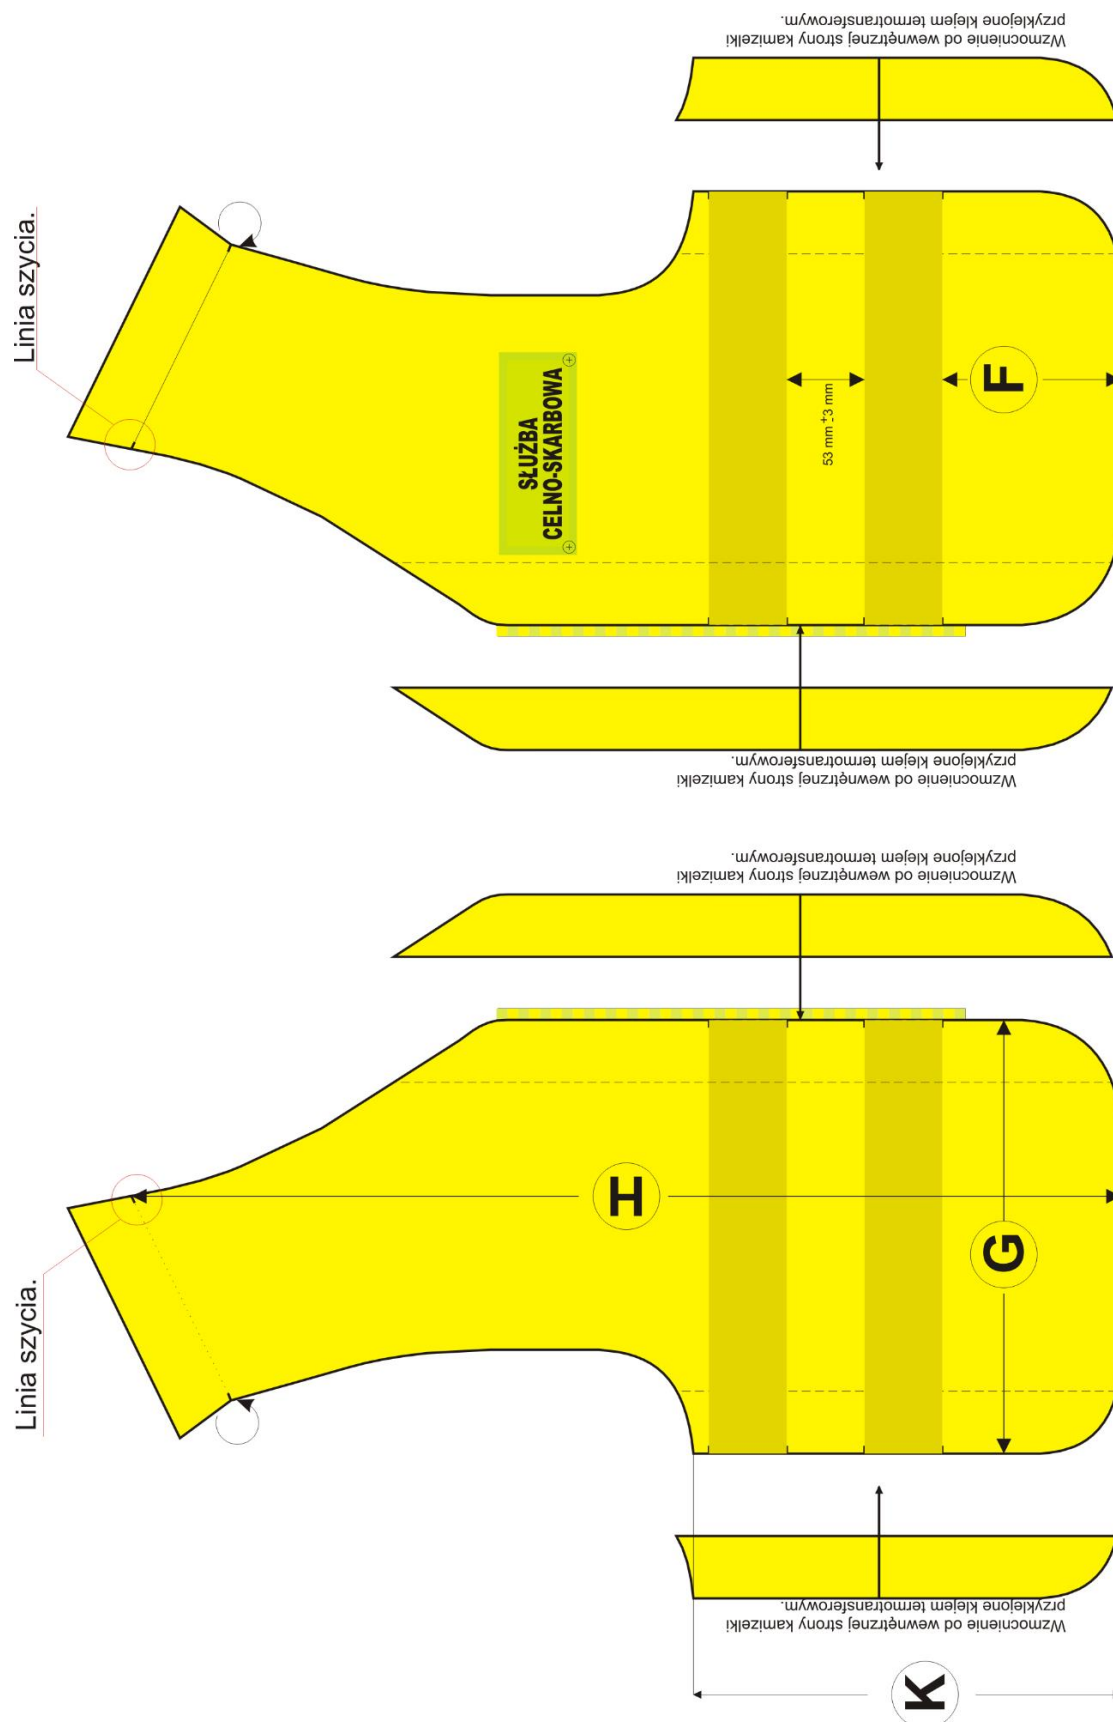 Wzmocnienie od wewnętrznej strony kamizelki
przyklejone klejem termotransferowym.
Linia szycia.
SŁUŻBA
CELNO-SKARBOWA
53 mm ±3 mm
F
Wzmocnienie od wewnętrznej strony kamizelki
przyklejone klejem termotransferowym.
Wzmocnienie od wewnętrznej strony kamizelki
przyklejone klejem termotransferowym.
H
G
Linia szycia.
Wzmocnienie od wewnętrznej strony kamizelki
przyklejone klejem termotransferowym.
K